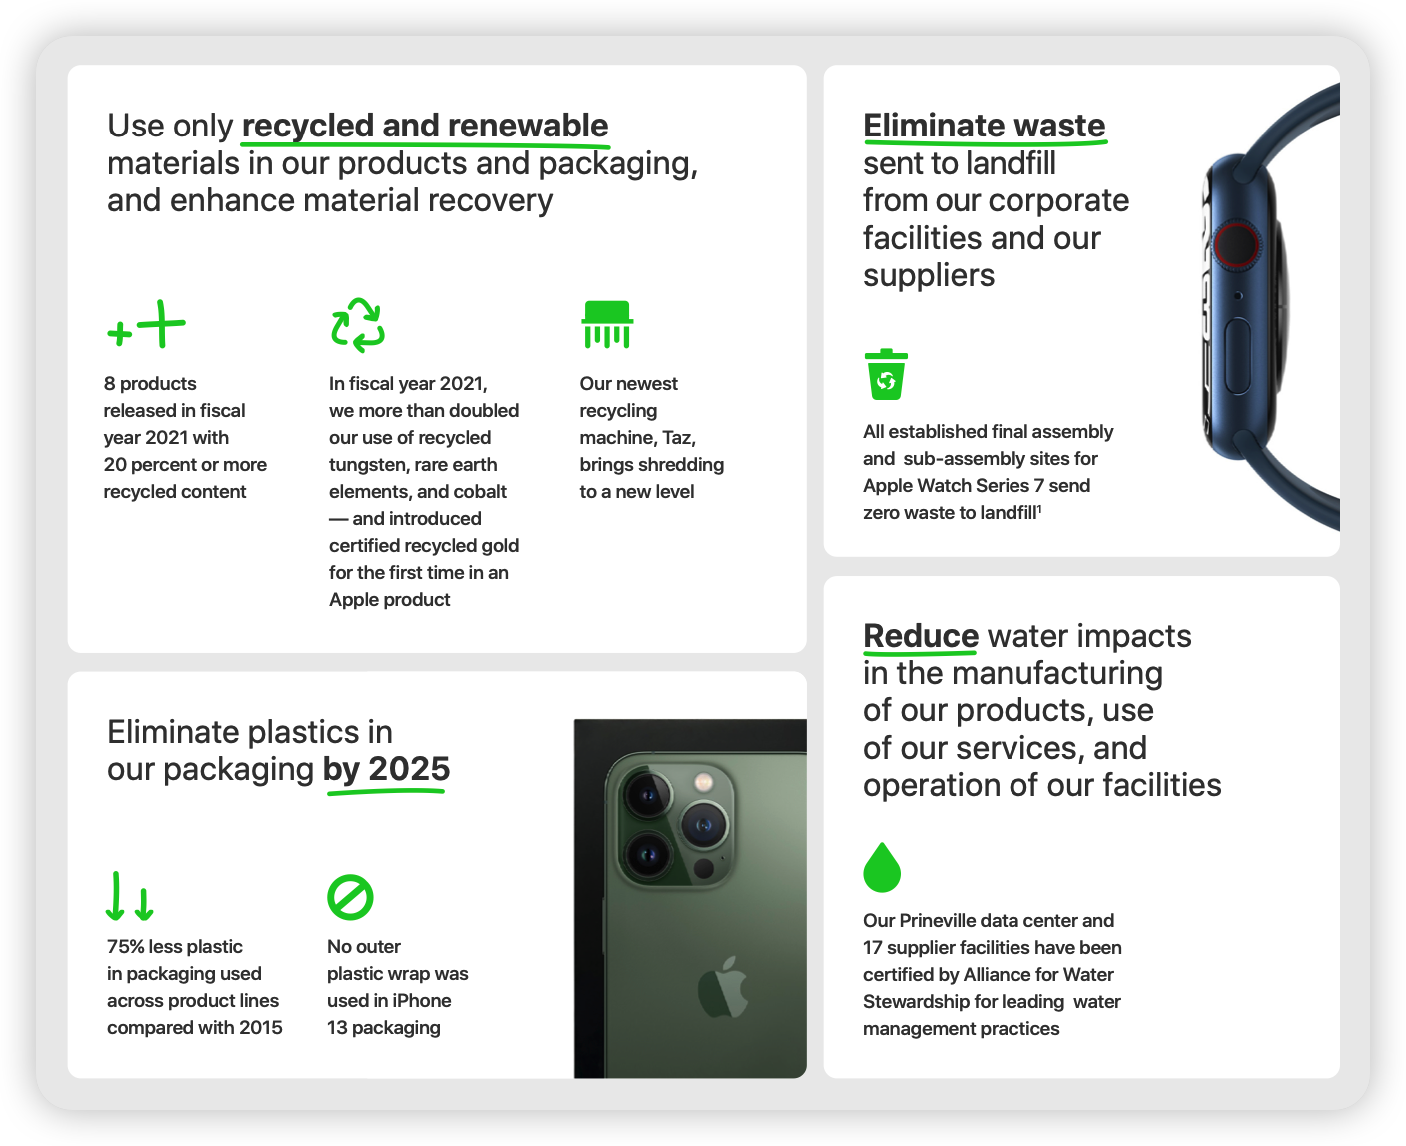 Use only recycled and renewable
materials in our products and packaging,
and enhance material recovery
8 products
released in fiscal
year 2021 with
20 percent or more
recycled content
In fiscal year 2021,
we more than doubled
our use of recycled
tungsten, rare earth
elements, and cobalt
— and introduced
certified recycled gold
for the first time in an
Apple product
Our newest
recycling
machine, Taz,
brings shredding
to a new level
Eliminate waste
sent to landfill
from our corporate
facilities and our
suppliers
All established final assembly
and  sub-assembly sites for
Apple Watch Series 7 send
zero waste to landfill¹
Eliminate plastics in
our packaging by 2025
75% less plastic
in packaging used
across product lines
compared with 2015
No outer
plastic wrap was
used in iPhone
13 packaging
Reduce water impacts
in the manufacturing
of our products, use
of our services, and
operation of our facilities
Our Prineville data center and
17 supplier facilities have been
certified by Alliance for Water
Stewardship for leading  water
management practices